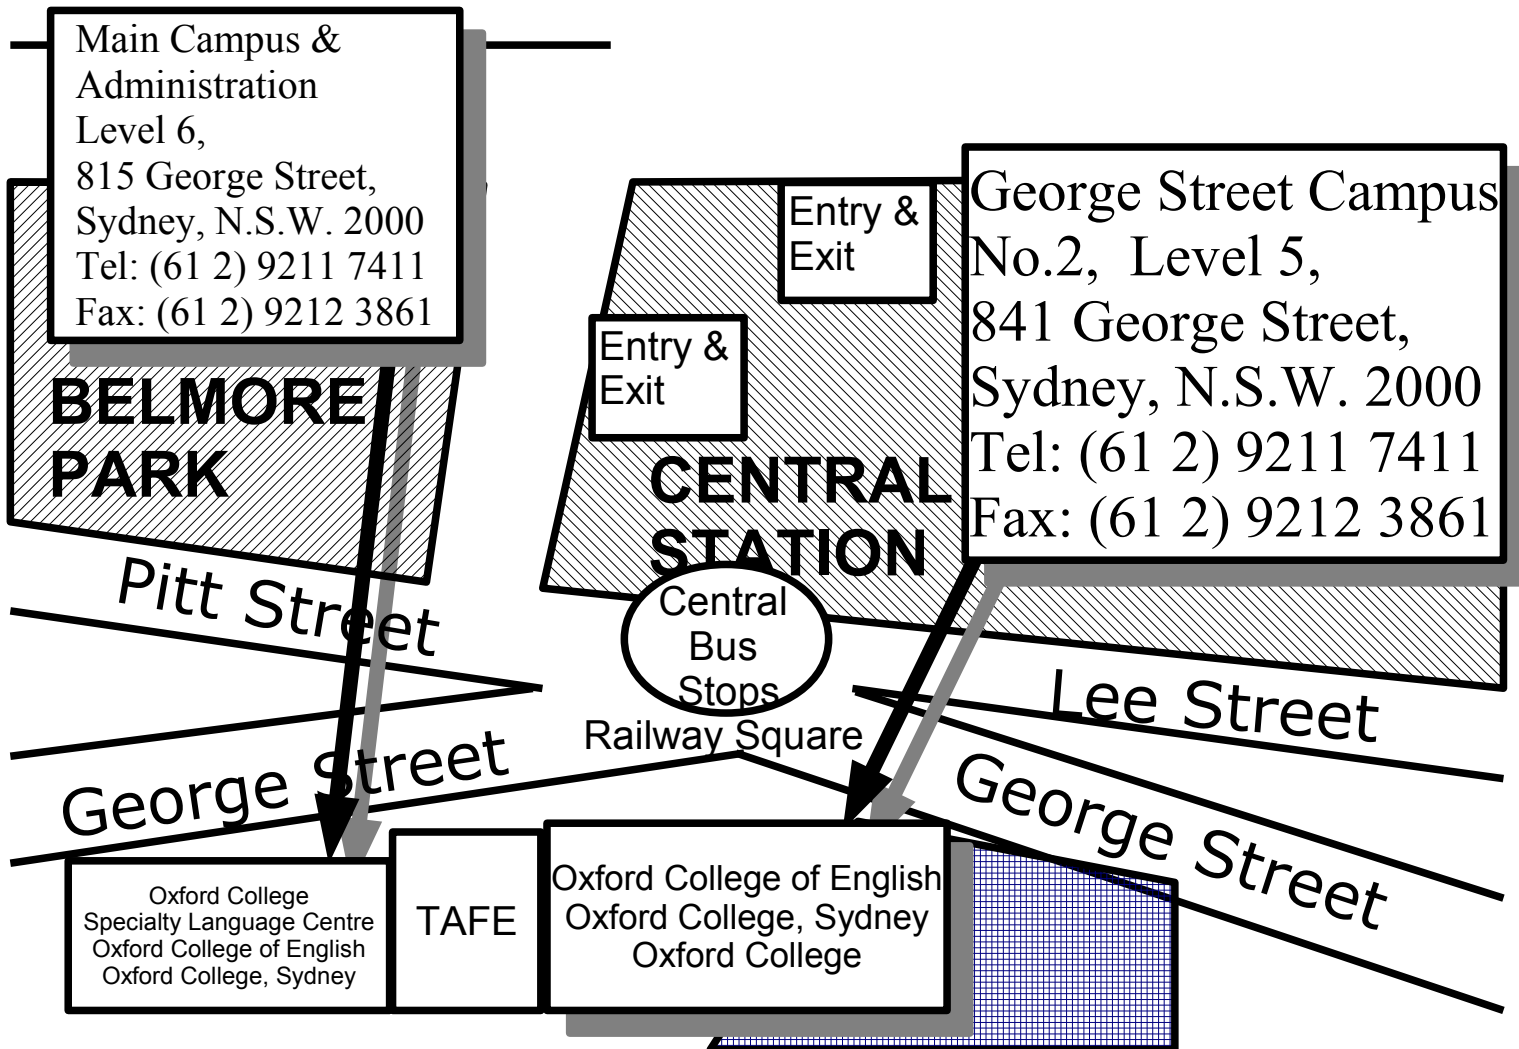 Main Campus &
Administration
Level 6,
815 George Street,
Sydney, N.S.W. 2000
Tel: (61 2) 9211 7411
Fax: (61 2) 9212 3861
George Street Campus
No.2, Level 5,
841 George Street,
Sydney, N.S.W. 2000
Tel: (61 2) 9211 7411
Fax: (61 2) 9212 3861
Entry &
Exit
Entry &
Exit
BELMORE
PARK
CENTRAL
STATION
Pitt Street
Central
Bus
Stops
Railway Square
Lee Street
George Street
George Street
Oxford College
Specialty Language Centre
Oxford College of English
Oxford College, Sydney
TAFE
Oxford College of English
Oxford College, Sydney
Oxford College